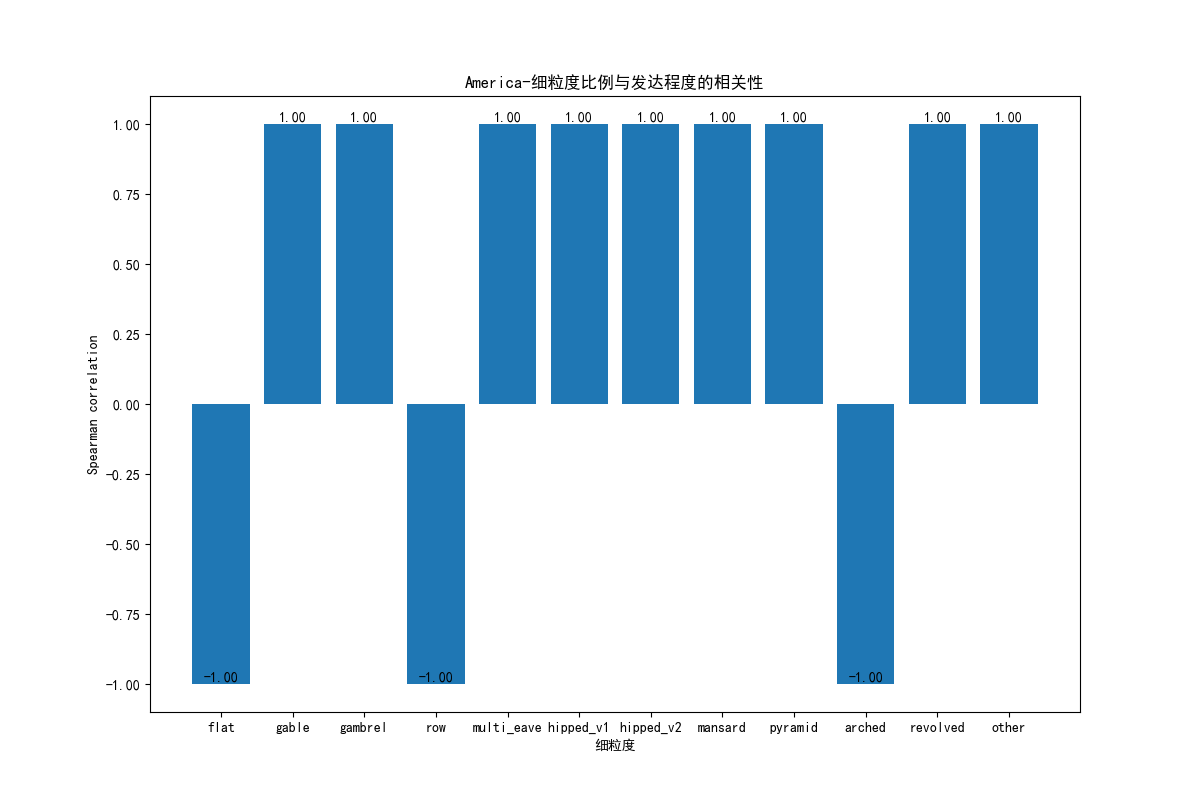 America-细粒度比例与发达程度的相关性
1.00 1.00 1.00 1.00 1.00 1.00 1.00 1.00 1.00
1.00
0.75
0.50
0.25
0.00
−0.25
−0.50
−0.75
−1.00
Spearman correlation
−1.00 −1.00 −1.00
flat gable gambrel row multi_eave hipped_v1 hipped_v2 mansard pyramid arched revolved other
细粒度